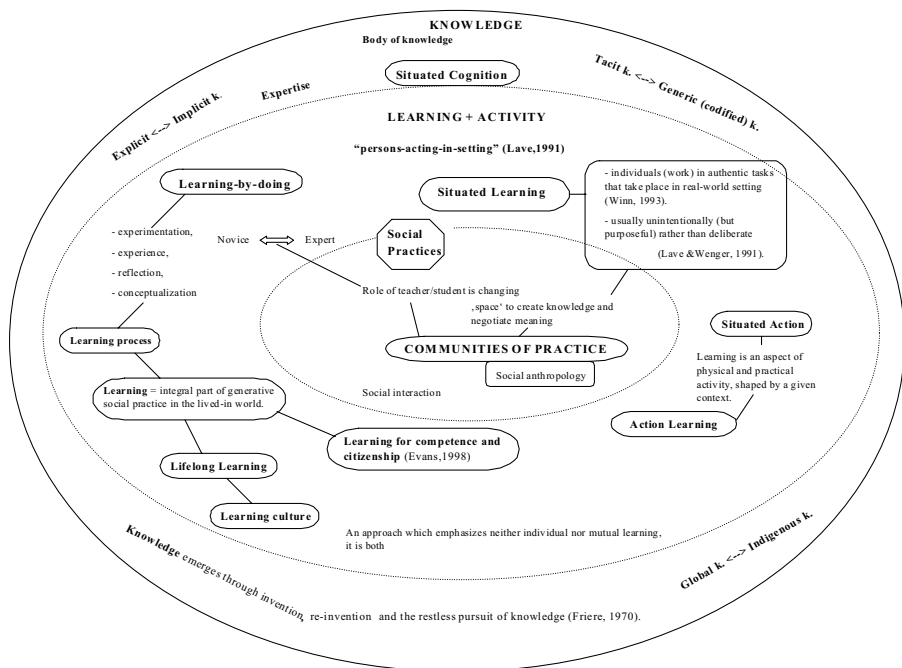 KNOWLEDGE
Body of knowledge
Situated Cognition
Expertise
Explicit <--> Implicit k.
Tacit k. <--> Generic (codified) k.
LEARNING + ACTIVITY
“persons-acting-in-setting” (Lave,1991)
Learning-by-doing
- experimentation,
- experience,
- reflection,
- conceptualization
Novice
Expert
Social
Practices
Situated Learning
- individuals (work) in authentic tasks
that take place in real-world setting
(Winn, 1993).
- usually unintentionally (but
purposeful) rather than deliberate
(Lave &Wenger, 1991).
Role of teacher/student is changing
‚space‘ to create knowledge and
negotiate meaning
COMMUNITIES OF PRACTICE
Social anthropology
Social interaction
Situated Action
Learning is an aspect of
physical and practical
activity, shaped by a given
context.
Action Learning
Learning process
Learning = integral part of generative
social practice in the lived-in world.
Learning for competence and
citizenship (Evans,1998)
Lifelong Learning
Learning culture
An approach which emphasizes neither individual nor mutual learning,
it is both
Global k. <--> Indigenous k.
Knowledge emerges through invention, re-invention and the restless pursuit of knowledge (Friere, 1970).